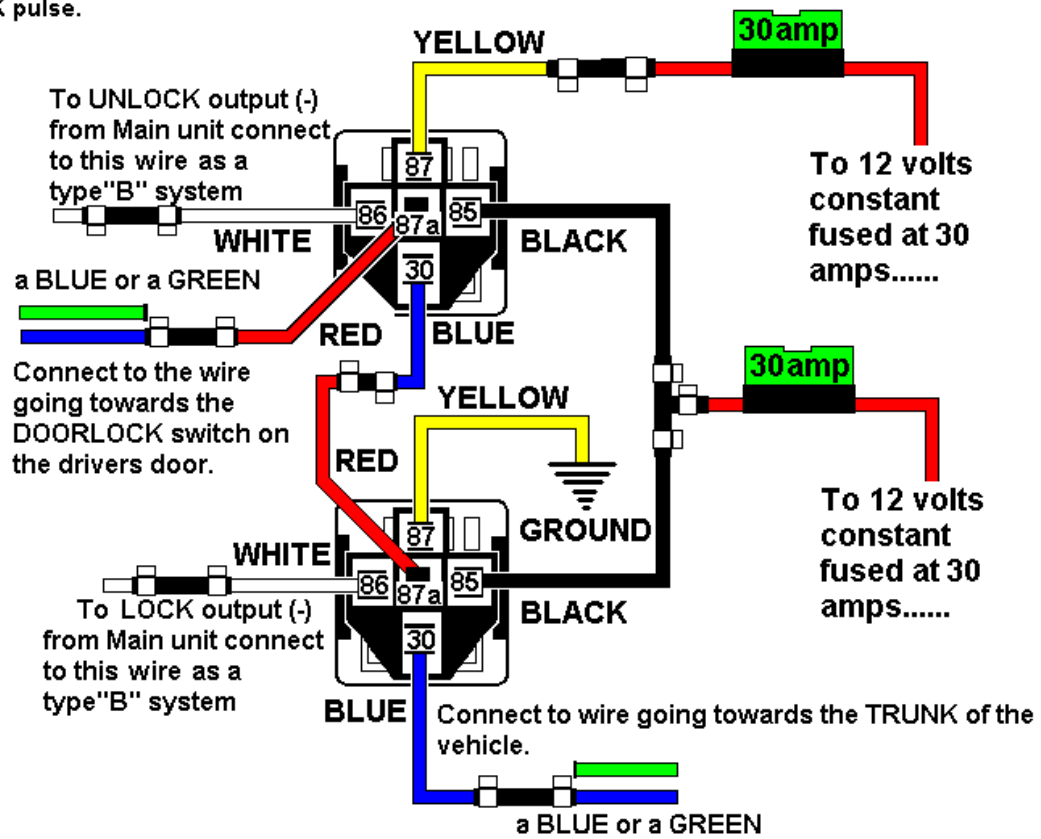 K pulse.
30amp
YELLOW
To UNLOCK output (-)
from Main unit connect
to this wire as a
type"B" system
To 12 volts
constant
fused at 30
amps......
87
86
85
87a
30
WHITE
BLACK
a BLUE or a GREEN
RED
BLUE
Connect to the wire
going towards the
DOORLOCK switch on
the drivers door.
30amp
YELLOW
RED
To 12 volts
constant
fused at 30
amps......
GROUND
87
WHITE
86
85
87a
30
BLACK
To LOCK output (-)
from Main unit connect
to this wire as a
type"B" system
BLUE
Connect to wire going towards the TRUNK of the
vehicle.
a BLUE or a GREEN